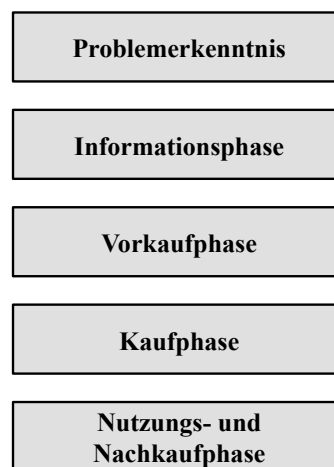 Problemerkenntnis
Informationsphase
Vorkaufphase
Kaufphase
Nutzungs- und
Nachkaufphase